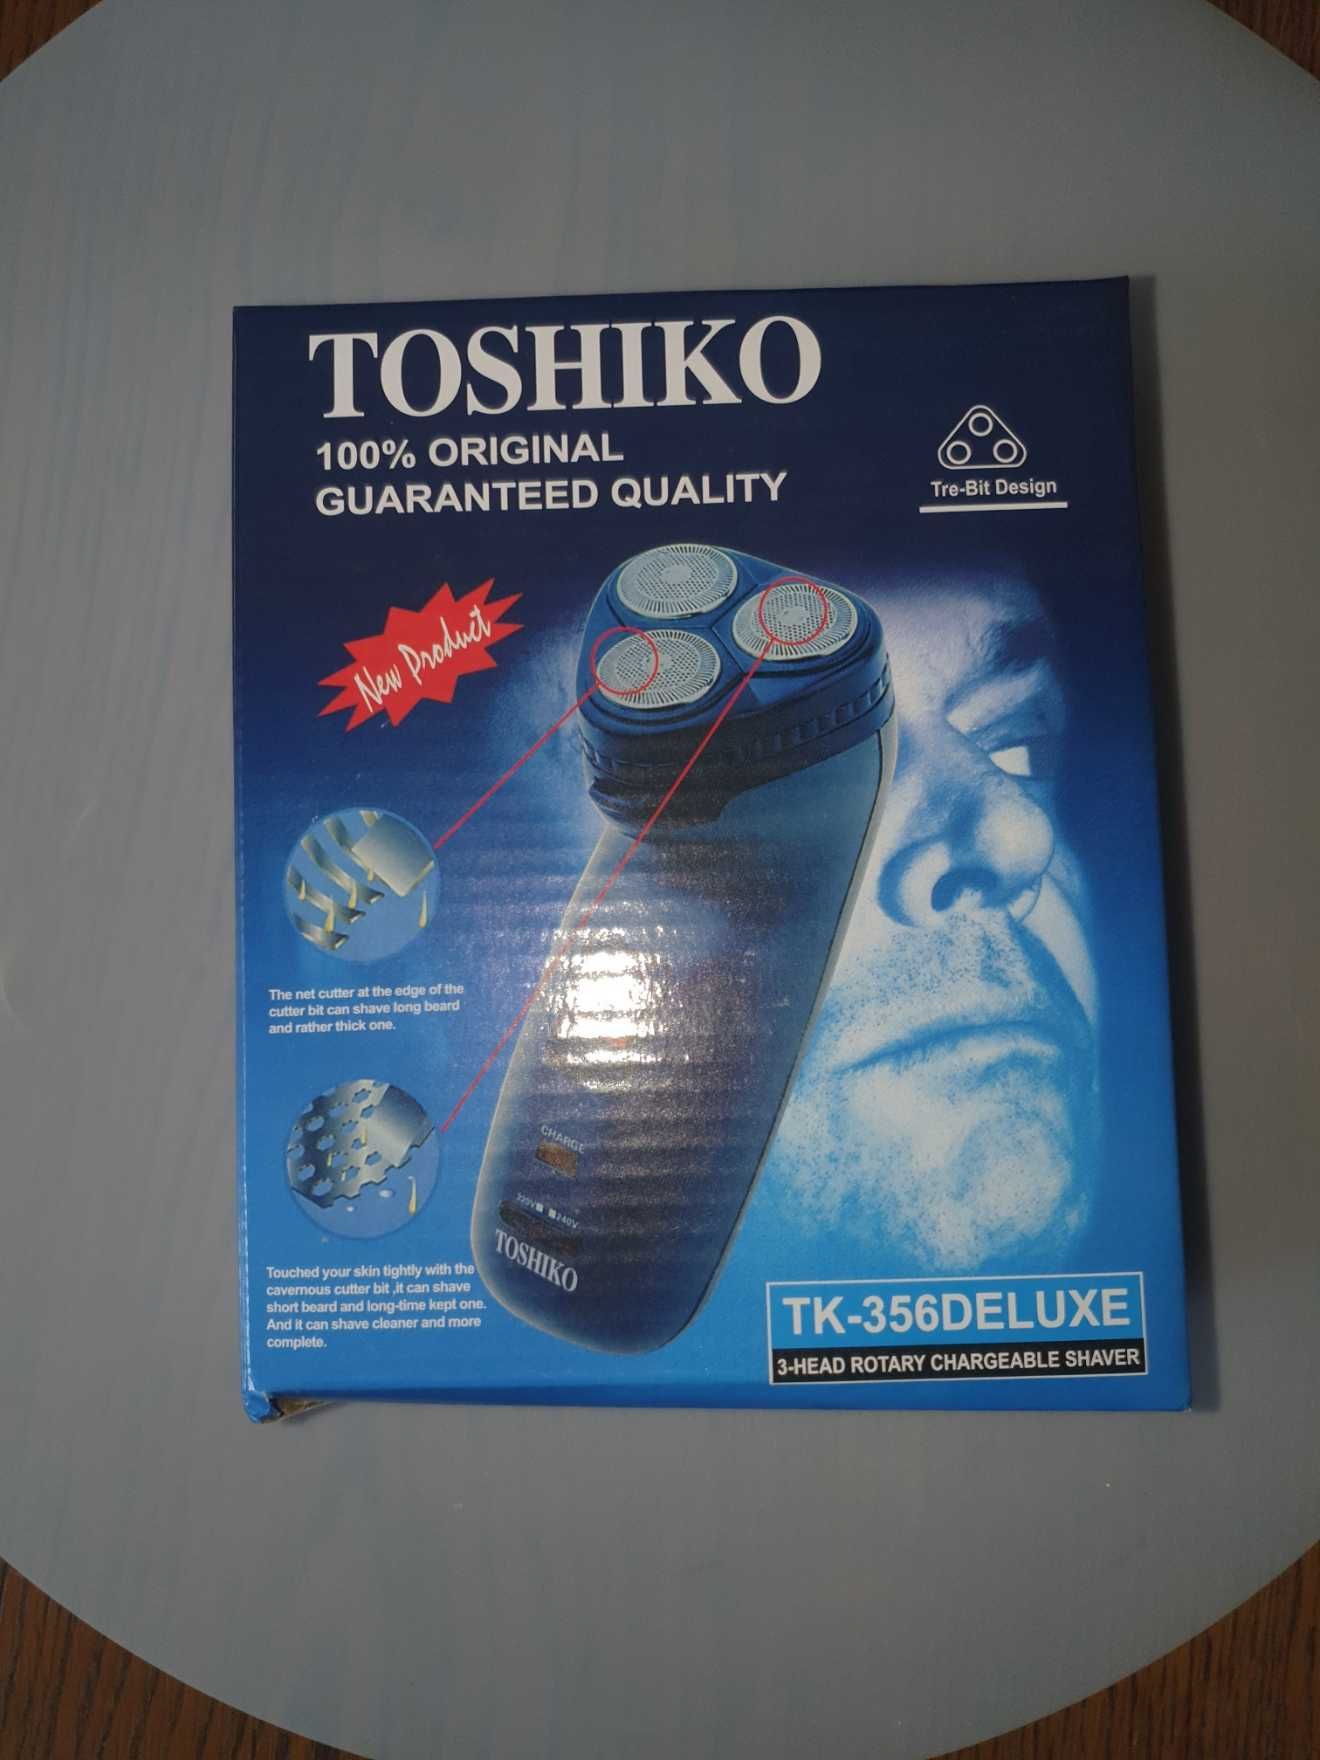 TOSHIKO
100% ORIGINAL
GUARANTEED QUALITY
Tre-Bit Design
New Product
The net cutter at the edge of the
cutter bit can shave long beard
and rather thick one.
CHARGE
220V 240V
TOSHIKO
Touched your skin tightly with the
cavernous cutter bit ,it can shave
short beard and long-time kept one.
And it can shave cleaner and more
complete.
TK-356DELUXE
3-HEAD ROTARY CHARGEABLE SHAVER